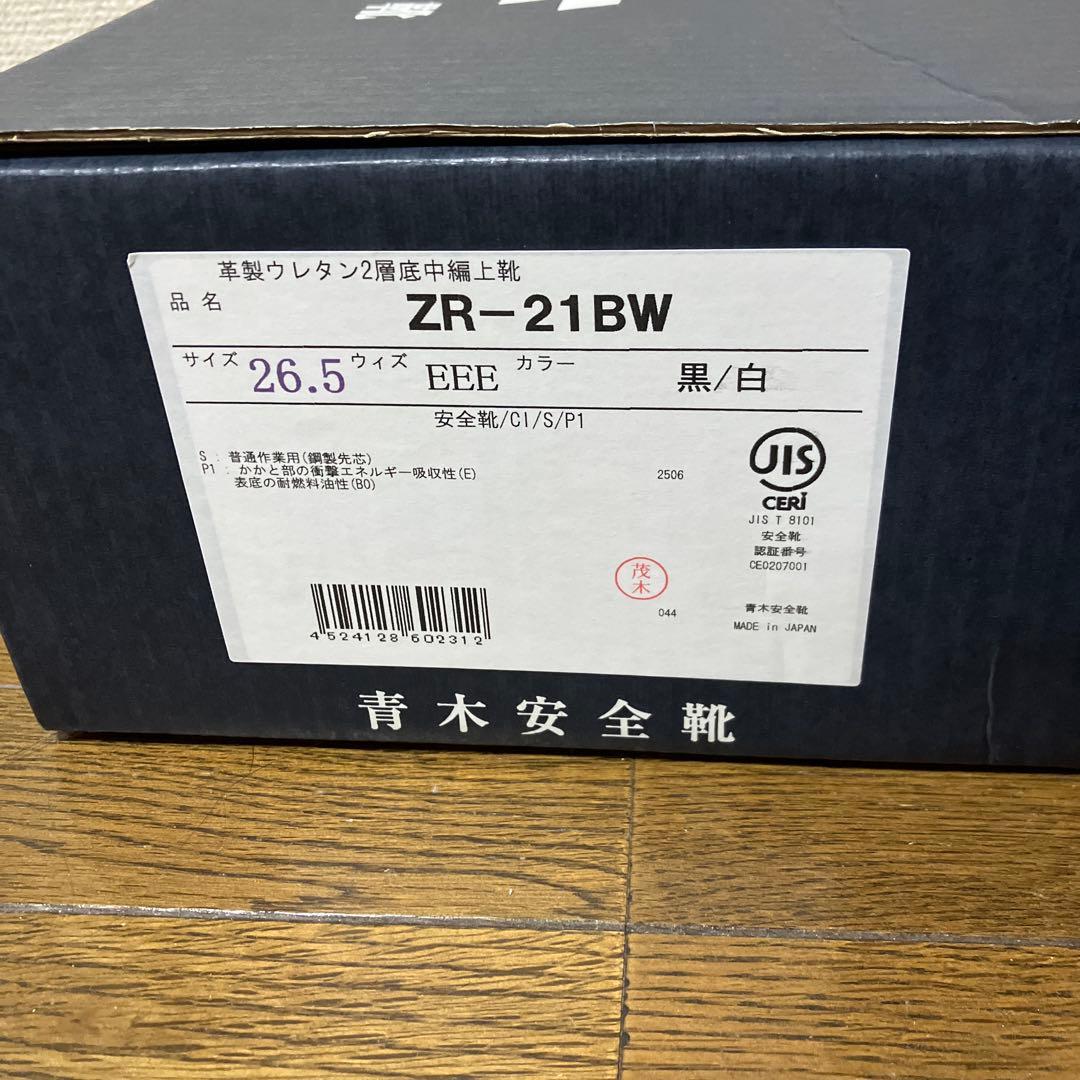 革製ウレタン2層底中編上靴
品名 ZR-21BW
サイズ 26.5 ウィズ EEE カラー 黒/白
安全靴/CI/S/P1
S : 普通作業用(鋼製先芯)
P1 : かかと部の衝撃エネルギー吸収性(E)
表底の耐燃料油性(BO)
2506
JIS
CERI
JIS T 8101
安全靴
認証番号
CE0207001
茂木
044
青木安全靴
MADE in JAPAN
4524128602312
青木安全靴